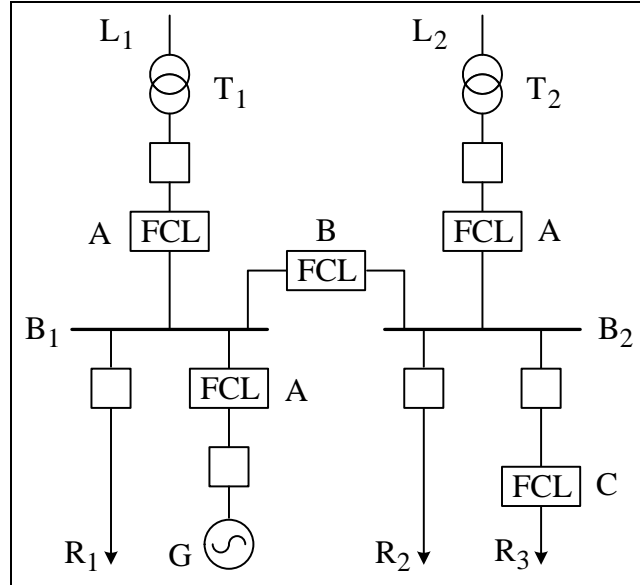 L1 L2
T1 T2
A FCL B FCL A
FCL
B1 B2
FCL A
FCL C
R1 G R2 R3